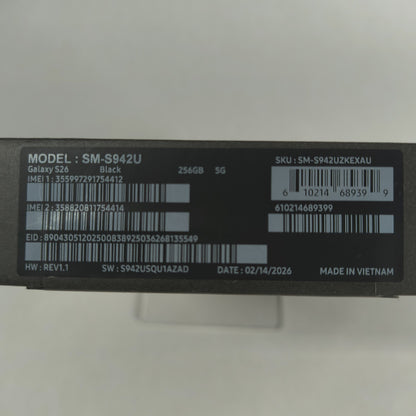 MODEL : SM-S942U
Galaxy S26 Black 256GB 5G
SKU : SM-S942UZKEXAU
IMEI 1 : 355997291754412
6 10214 68939 9
IMEI 2 : 358820811754414
610214689399
EID : 89043051202500838925036268135549
HW : REV1.1 SW : S942USQU1AZAD DATE : 02/14/2026 MADE IN VIETNAM